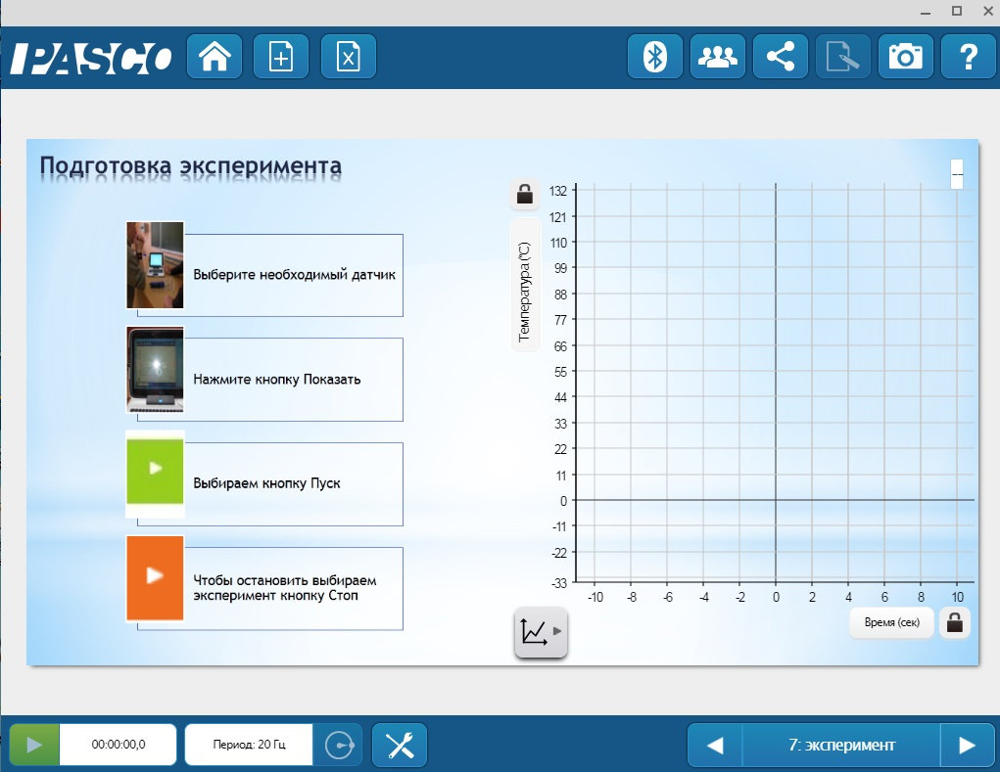 PASCO
Подготовка эксперимента
Выберите необходимый датчик
Нажмите кнопку Показать
Выбираем кнопку Пуск
Чтобы остановить выбираем
эксперимент кнопку Стоп
Температура (°C)
132
121
110
99
88
77
66
55
44
33
22
11
0
-11
-22
-33
-10 -8 -6 -4 -2 0 2 4 6 8 10
Время (сек)
00:00:00,0
Период: 20 Гц
7: эксперимент